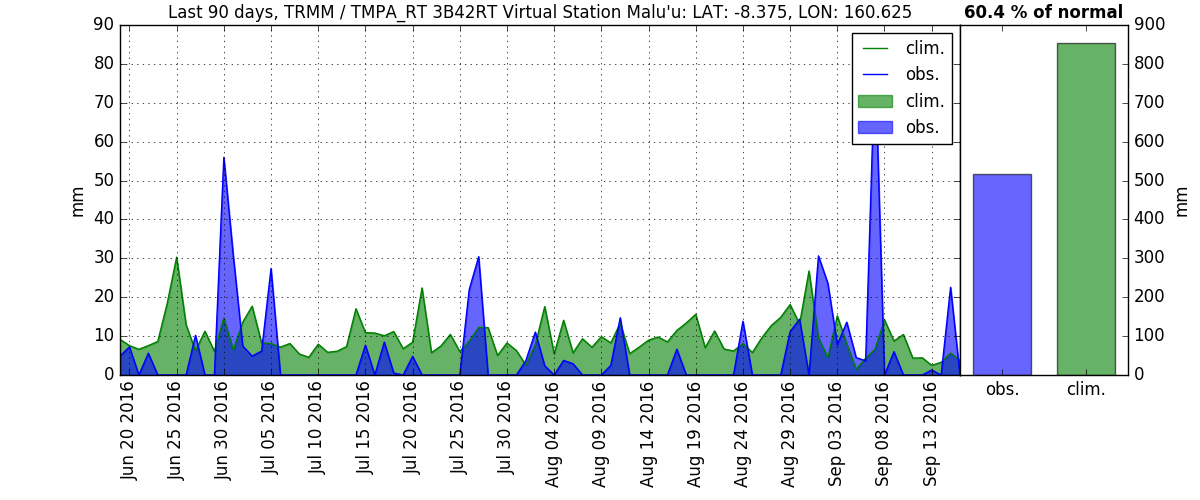 Last 90 days, TRMM / TMPA_RT 3B42RT Virtual Station Malu'u: LAT: -8.375, LON: 160.625
60.4 % of normal
90
80
70
60
50
40
30
20
10
0
mm
clim.
obs.
clim.
obs.
900
800
700
600
500
400
300
200
100
0
mm
obs.
clim.
Jun 20 2016
Jun 25 2016
Jun 30 2016
Jul 05 2016
Jul 10 2016
Jul 15 2016
Jul 20 2016
Jul 25 2016
Jul 30 2016
Aug 04 2016
Aug 09 2016
Aug 14 2016
Aug 19 2016
Aug 24 2016
Aug 29 2016
Sep 03 2016
Sep 08 2016
Sep 13 2016